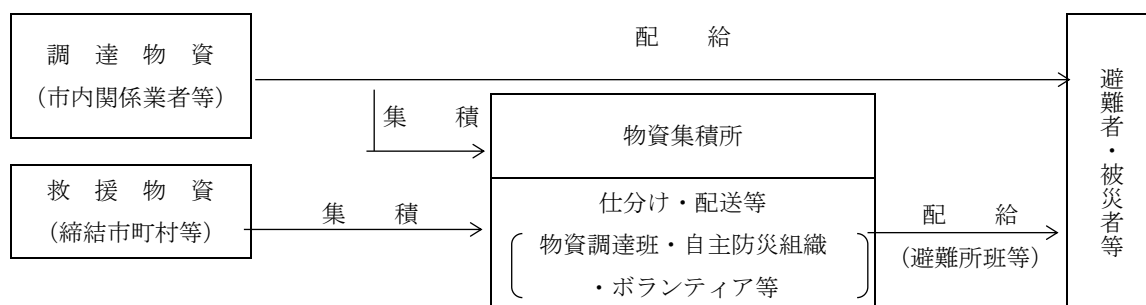 調達物資
（市内関係業者等）
配給
集積
物資集積所
救援物資
（締結市町村等）
集積
仕分け・配送等
物資調達班・自主防災組織
・ボランティア等
配給
（避難所班等）
避難者・被災者等